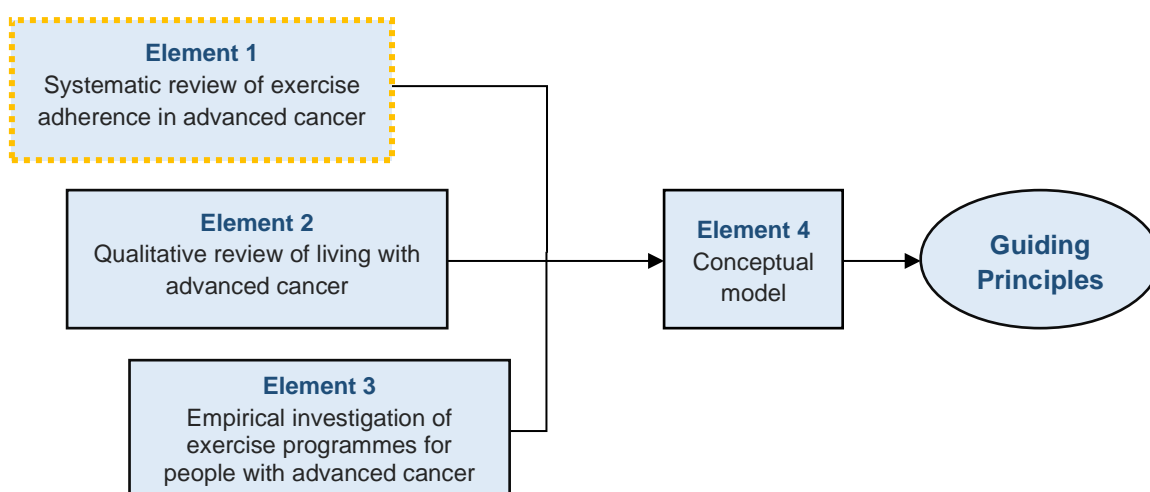 Element 1
Systematic review of exercise
adherence in advanced cancer
Element 2
Qualitative review of living with
advanced cancer
Element 3
Empirical investigation of
exercise programmes for
people with advanced cancer
Element 4
Conceptual
model
Guiding
Principles